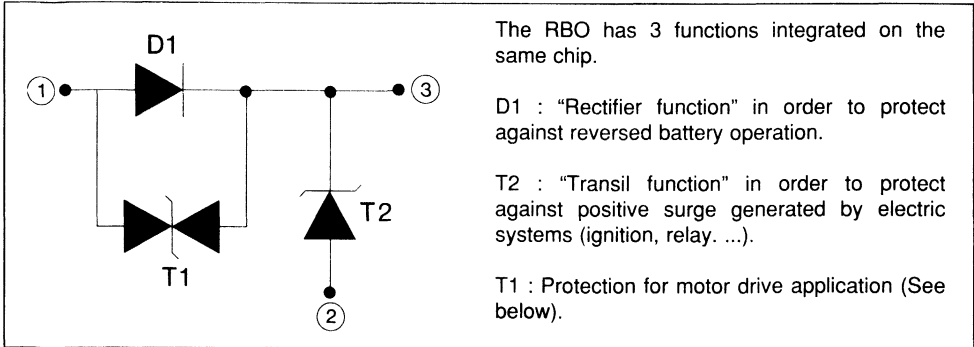 D1
1
3
T2
T1
2
The RBO has 3 functions integrated on the
same chip.
D1 : “Rectifier function” in order to protect
against reversed battery operation.
T2 : “Transil function” in order to protect
against positive surge generated by electric
systems (ignition, relay. ...).
T1 : Protection for motor drive application (See
below).